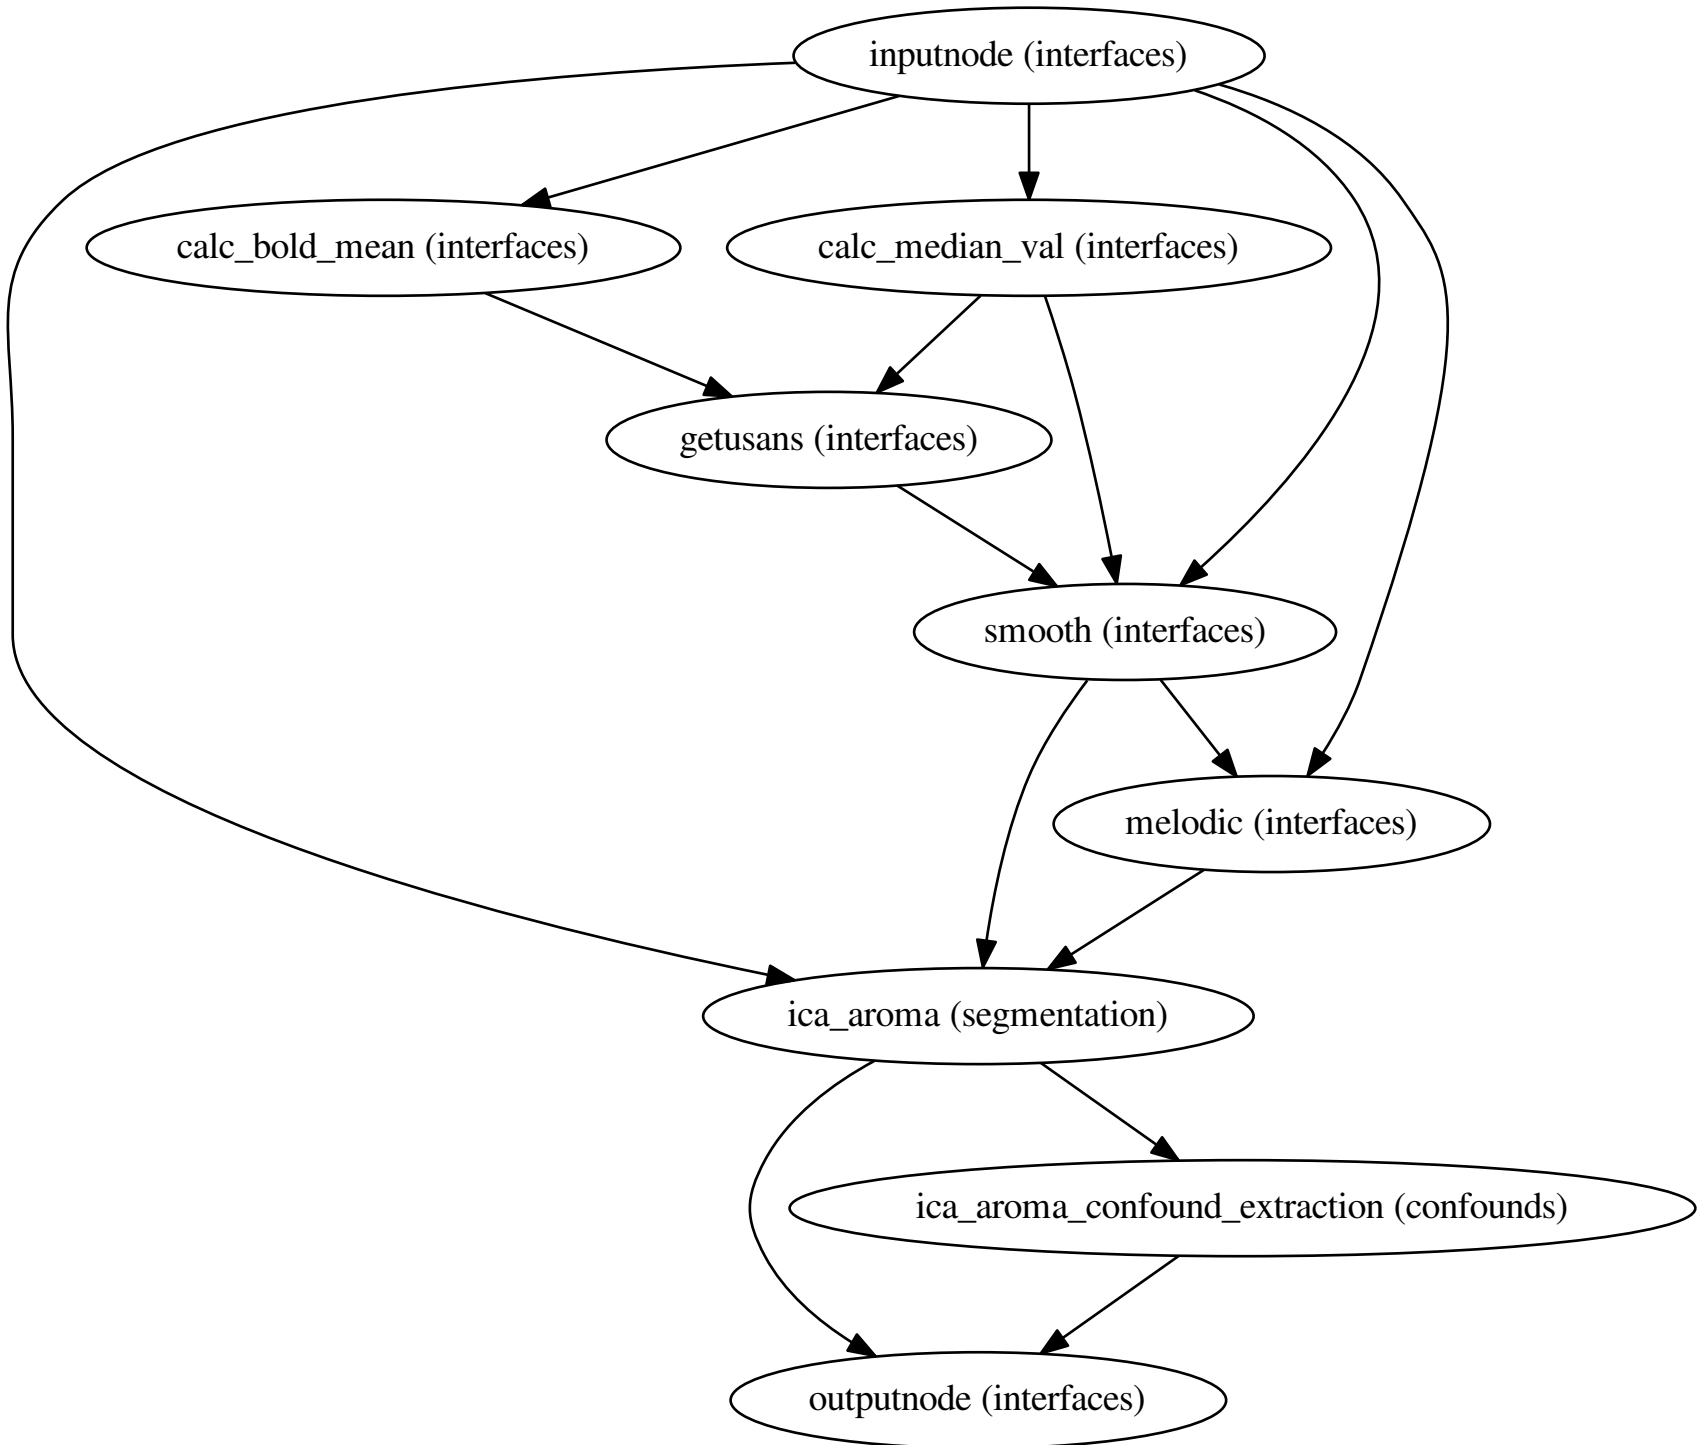 inputnode (interfaces)
calc_bold_mean (interfaces)
calc_median_val (interfaces)
getusans (interfaces)
smooth (interfaces)
melodic (interfaces)
ica_aroma (segmentation)
ica_aroma_confound_extraction (confounds)
outputnode (interfaces)